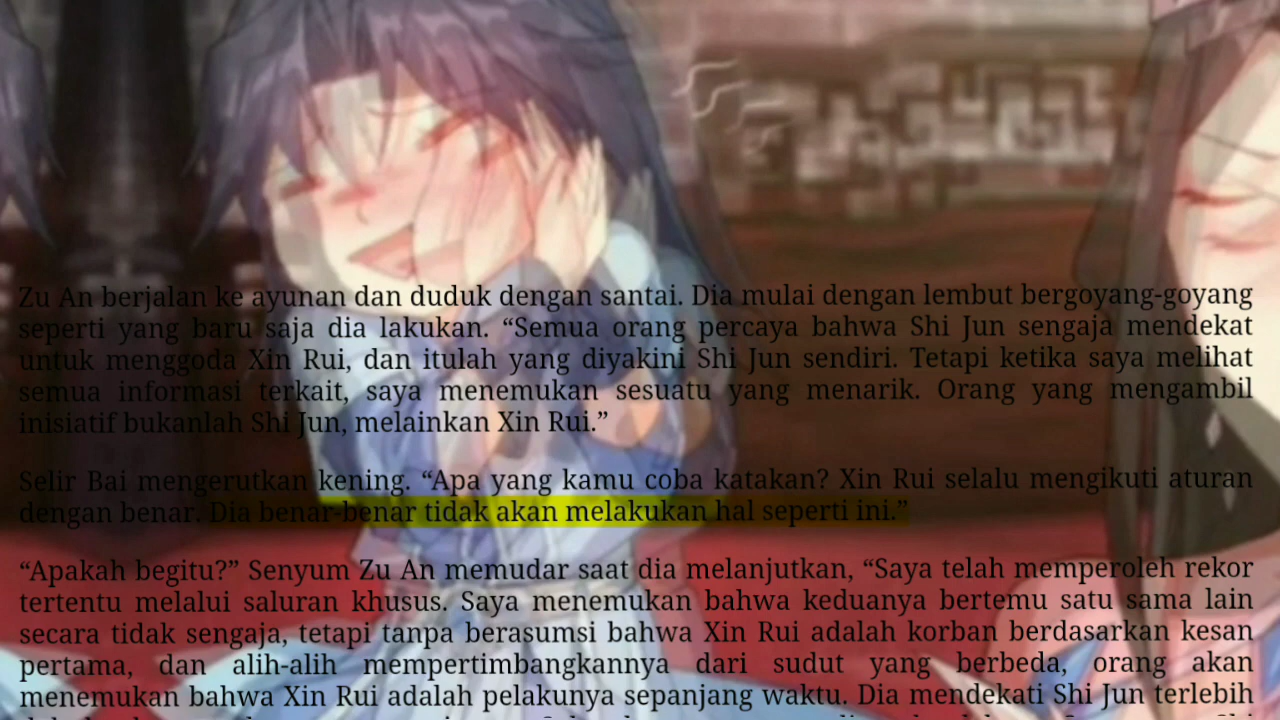 Zu An berjalan ke ayunan dan duduk dengan santai. Dia mulai dengan lembut bergoyang-goyang
seperti yang baru saja dia lakukan. “Semua orang percaya bahwa Shi Jun sengaja mendekat
untuk menggoda Xin Rui, dan itulah yang diyakini Shi Jun sendiri. Tetapi ketika saya melihat
semua informasi terkait, saya menemukan sesuatu yang menarik. Orang yang mengambil
inisiatif bukanlah Shi Jun, melainkan Xin Rui.”
Selir Bai mengerutkan kening. “Apa yang kamu coba katakan? Xin Rui selalu mengikuti aturan
dengan benar. Dia benar-benar tidak akan melakukan hal seperti ini.”
“Apakah begitu?” Senyum Zu An memudar saat dia melanjutkan, “Saya telah memperoleh rekor
tertentu melalui saluran khusus. Saya menemukan bahwa keduanya bertemu satu sama lain
secara tidak sengaja, tetapi tanpa berasumsi bahwa Xin Rui adalah korban berdasarkan kesan
pertama, dan alih-alih mempertimbangkannya dari sudut yang berbeda, orang akan
menemukan bahwa Xin Rui adalah pelakunya sepanjang waktu. Dia mendekati Shi Jun terlebih